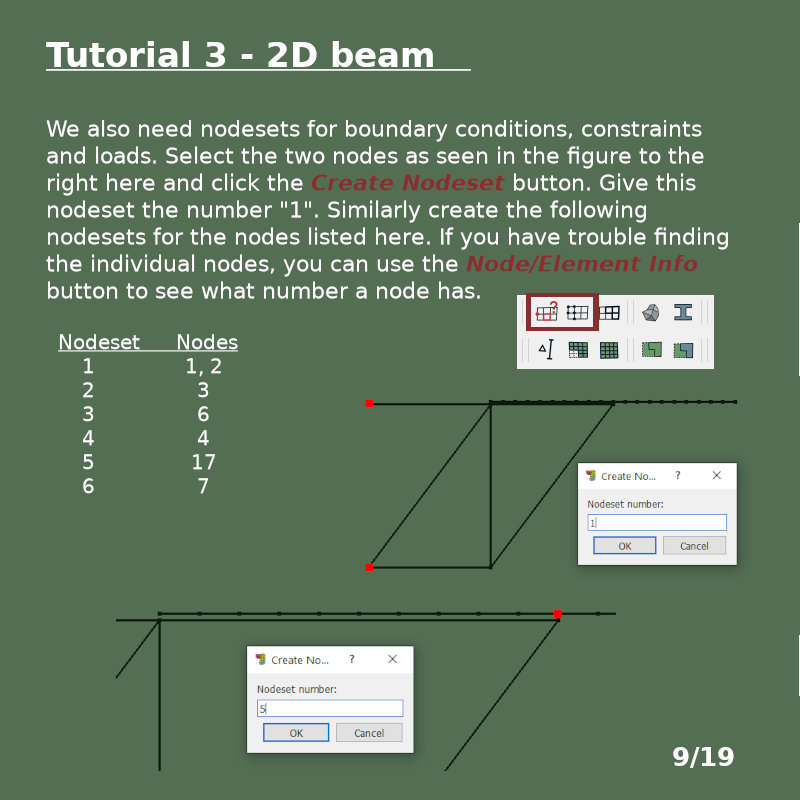 Tutorial 3 - 2D beam
We also need nodesets for boundary conditions, constraints
and loads. Select the two nodes as seen in the figure to the
right here and click the Create Nodeset button. Give this
nodeset the number "1". Similarly create the following
nodesets for the nodes listed here. If you have trouble finding
the individual nodes, you can use the Node/Element Info
button to see what number a node has.
Nodeset Nodes
1 1, 2
2 3
3 6
4 4
5 17
6 7
Create No... ?
Nodeset number:
1
OK Cancel
Create No... ?
Nodeset number:
5
OK Cancel
9/19